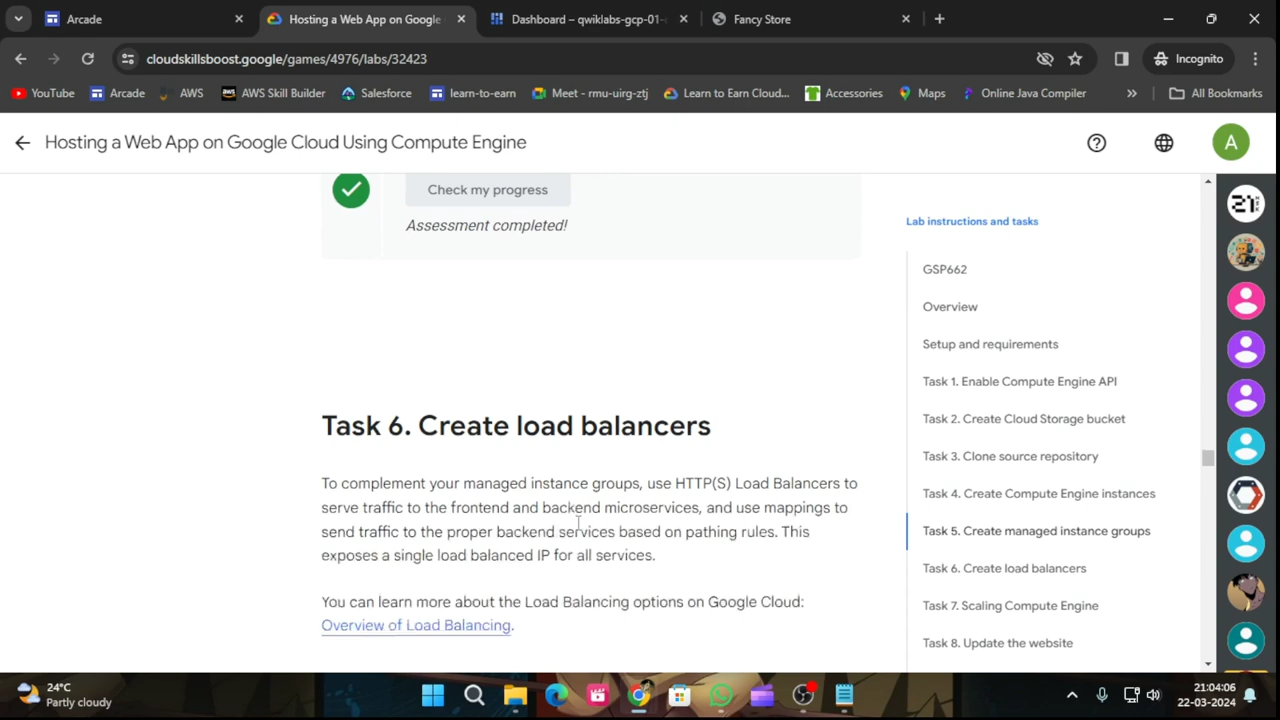 Arcade
Hosting a Web App on Google
Dashboard – qwiklabs-gcp-01-
Fancy Store
cloudskillsboost.google/games/4976/labs/32423
Incognito
YouTube
Arcade
AWS
AWS Skill Builder
Salesforce
learn-to-earn
Meet - rmu-uirg-ztj
Learn to Earn Cloud...
Accessories
Maps
Online Java Compiler
All Bookmarks
Hosting a Web App on Google Cloud Using Compute Engine
A
Check my progress
Assessment completed!
Task 6. Create load balancers
To complement your managed instance groups, use HTTP(S) Load Balancers to
serve traffic to the frontend and backend microservices, and use mappings to
send traffic to the proper backend services based on pathing rules. This
exposes a single load balanced IP for all services.
You can learn more about the Load Balancing options on Google Cloud:
Overview of Load Balancing.
Lab instructions and tasks
GSP662
Overview
Setup and requirements
Task 1. Enable Compute Engine API
Task 2. Create Cloud Storage bucket
Task 3. Clone source repository
Task 4. Create Compute Engine instances
Task 5. Create managed instance groups
Task 6. Create load balancers
Task 7. Scaling Compute Engine
Task 8. Update the website
24°C
Partly cloudy
21:04:06
22-03-2024